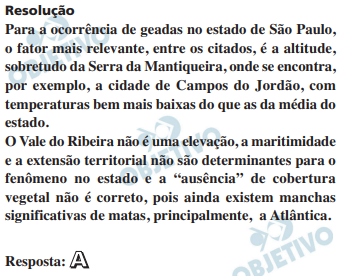 Resolução
Para a ocorrência de geadas no estado de São Paulo,
o fator mais relevante, entre os citados, é a altitude,
sobretudo da Serra da Mantiqueira, onde se encontra,
por exemplo, a cidade de Campos do Jordão, com
temperaturas bem mais baixas do que as da média do
estado.
O Vale do Ribeira não é uma elevação, a maritimidade
e a extensão territorial não são determinantes para o
fenômeno no estado e a “ausência” de cobertura
vegetal não é correto, pois ainda existem manchas
significativas de matas, principalmente, a Atlântica.
Resposta: A
OBJETIVO
OBJETIVO
OBJETIVO